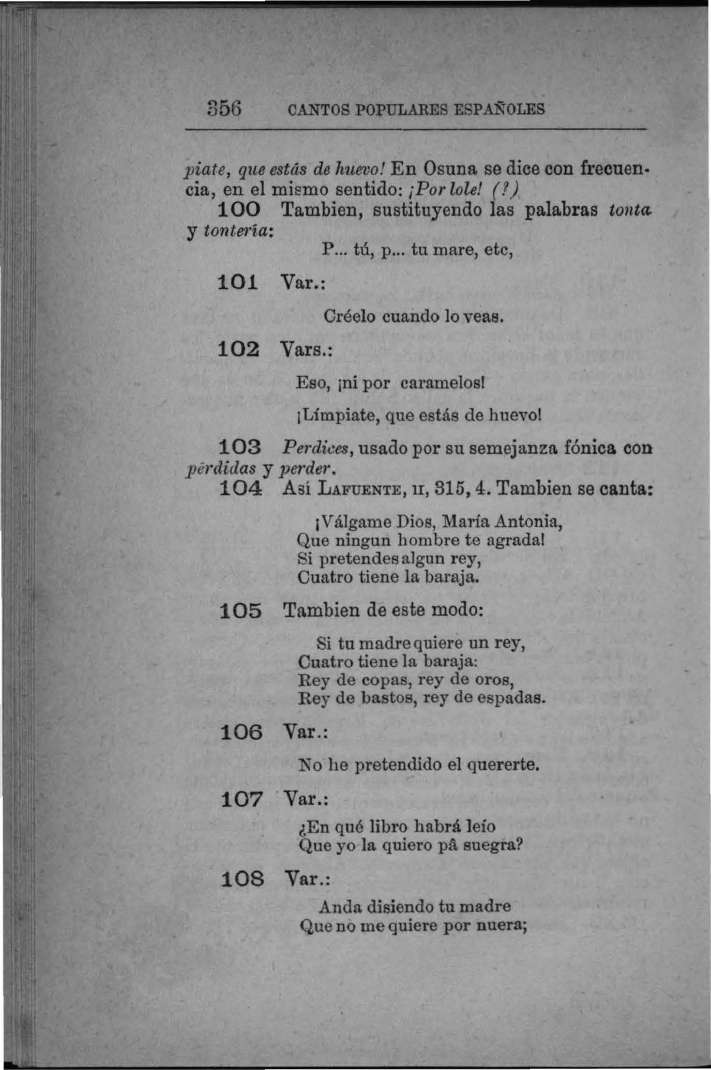 356 CANTOS POPULARES ESPAÑOLES
piate, que estás de huevo! En Osuna se dice con frecuen-
cia, en el mismo sentido: ¡Por lole! (?)
100 Tambien, sustituyendo las palabras tonta
y tontería:
P... tú, p... tu mare, etc,
101 Var.:
Créelo cuando lo veas.
102 Vars.:
Eso, ¡ni por caramelos!
¡Límpiate, que estás de huevo!
103 Perdices, usado por su semejanza fónica con
pérdidas y perder.
104 Así LAFUENTE, II, 315, 4. Tambien se canta:
¡Válgame Dios, María Antonia,
Que ningun hombre te agrada!
Si pretendes algun rey,
Cuatro tiene la baraja.
105 Tambien de este modo:
Si tu madre quiere un rey,
Cuatro tiene la baraja:
Rey de copas, rey de oros,
Rey de bastos, rey de espadas.
106 Var.:
No he pretendido el quererte.
107 Var.:
¿En qué libro habrá leío
Que yo la quiero pâ suegra?
108 Var.:
Anda disiendo tu madre
Que no me quiere por nuera;